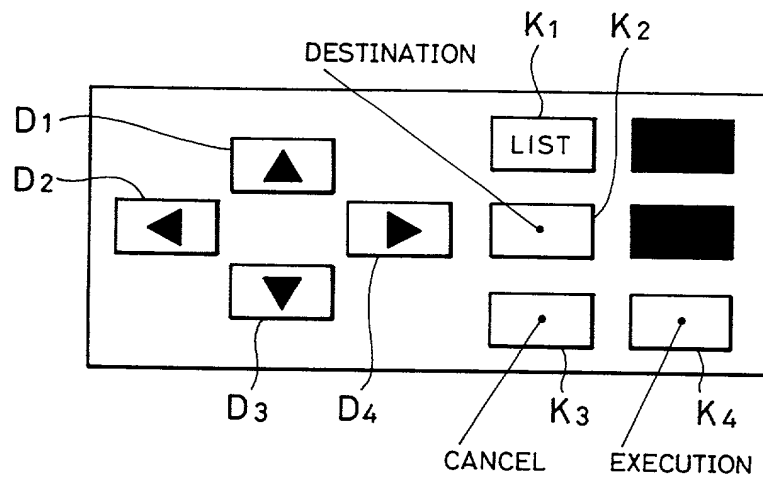 K1
K2
DESTINATION
D1
LIST
D2
D3
D4
K3
K4
CANCEL
EXECUTION